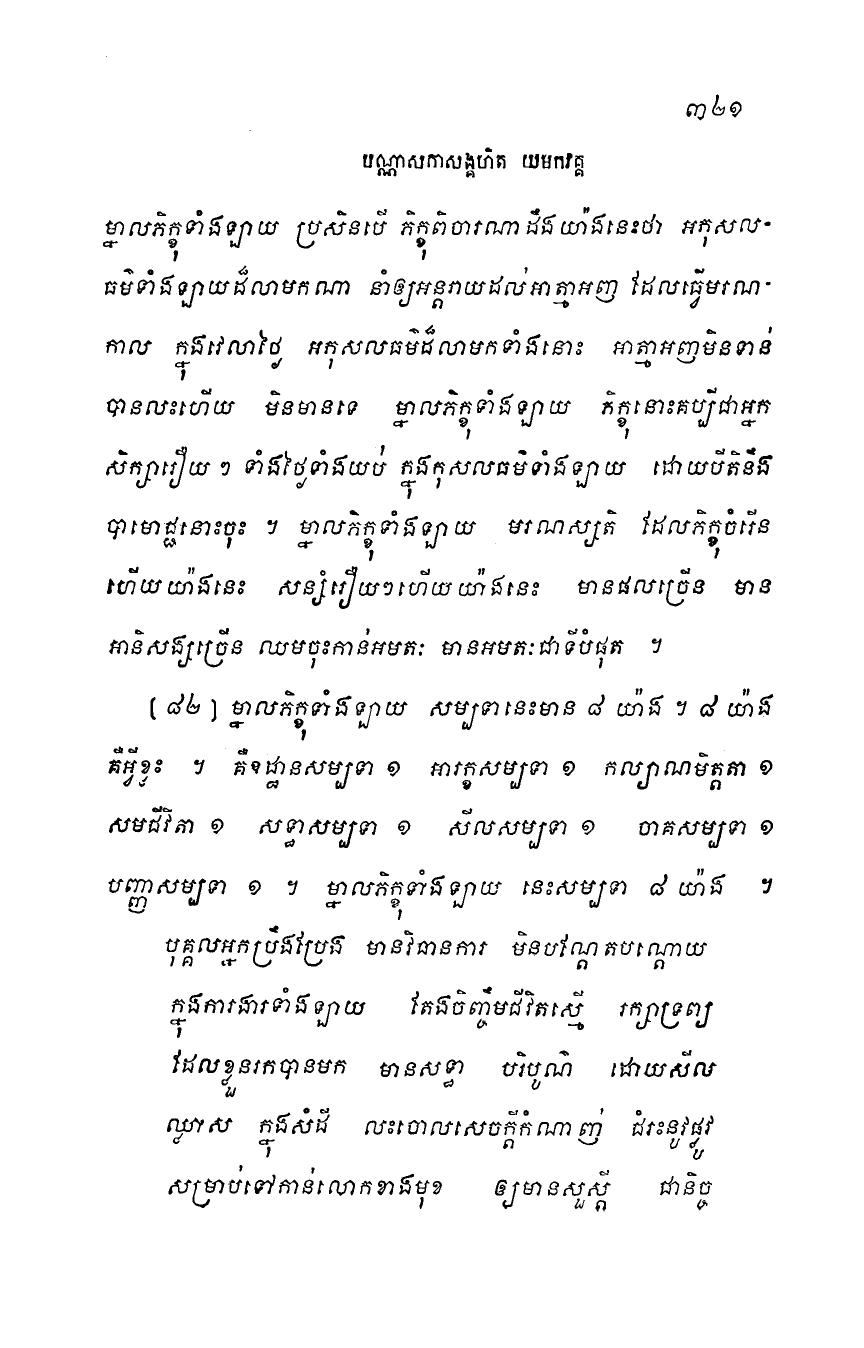 ៣២១
បណ្ណាសកាសង្គហិត យមកវគ្គ
ម្នាលភិក្ខុទាំងឡាយ ប្រសិនបើ ភិក្ខុពិចារណាដឹងយ៉ាងនេះថា អកុសល-
ធម៌ទាំងឡាយដ៏លាមកណា នាំឲ្យអន្តរាយដល់អាត្មាអញ ដែលធ្វើមរណ-
កាល ក្នុងវេលាថ្ងៃ អកុសលធម៌ដ៏លាមកទាំងនោះ អាត្មាអញមិនទាន់
បានលះហើយ មិនមានទេ ម្នាលភិក្ខុទាំងឡាយ ភិក្ខុនោះគប្បីជាអ្នក
សិក្សារឿយ ៗ ទាំងថ្ងៃទាំងយប់ ក្នុងកុសលធម៌ទាំងឡាយ ដោយបីតិនឹង
បាមោជ្ជនោះចុះ ។ ម្នាលភិក្ខុទាំងឡាយ មរណស្សតិ ដែលភិក្ខុចំរើន
ហើយយ៉ាងនេះ សន្សំរឿយៗហើយយ៉ាងនេះ មានផលច្រើន មាន
អានិសង្សច្រើន ឈមចុះកាន់អមតៈ មានអមតៈជាទីបំផុត ។
[ ៨២ ] ម្នាលភិក្ខុទាំងឡាយ សម្បទានេះមាន ៨ យ៉ាង ។ ៨ យ៉ាង
គឺអ្វីខ្លះ ។ គឺឧដ្ឋានសម្បទា ១ អារក្ខសម្បទា ១ កល្យាណមិត្តតា ១
សមជីវិតា ១ សទ្ធាសម្បទា ១ សីលសម្បទា ១ ចាគសម្បទា ១
បញ្ញាសម្បទា ១ ។ ម្នាលភិក្ខុទាំងឡាយ នេះសម្បទា ៨ យ៉ាង ។
បុគ្គលអ្នកប្រឹងប្រែង មានវិធានការ មិនបណ្តែតបណ្តោយ
ក្នុងការងារទាំងឡាយ តែងចិញ្ចឹមជីវិតស្មើ រក្សាទ្រព្យ
ដែលខ្លួនរកបានមក មានសទ្ធា បរិបូណ៌ ដោយសីល
ឈ្លាស ក្នុងសំដី លះបោលសេចក្តីកំណាញ់ ជំរះនូវផ្លូវ
សម្រាប់ទៅកាន់លោកខាងមុខ ឲ្យមានសួស្តី ជានិច្ច